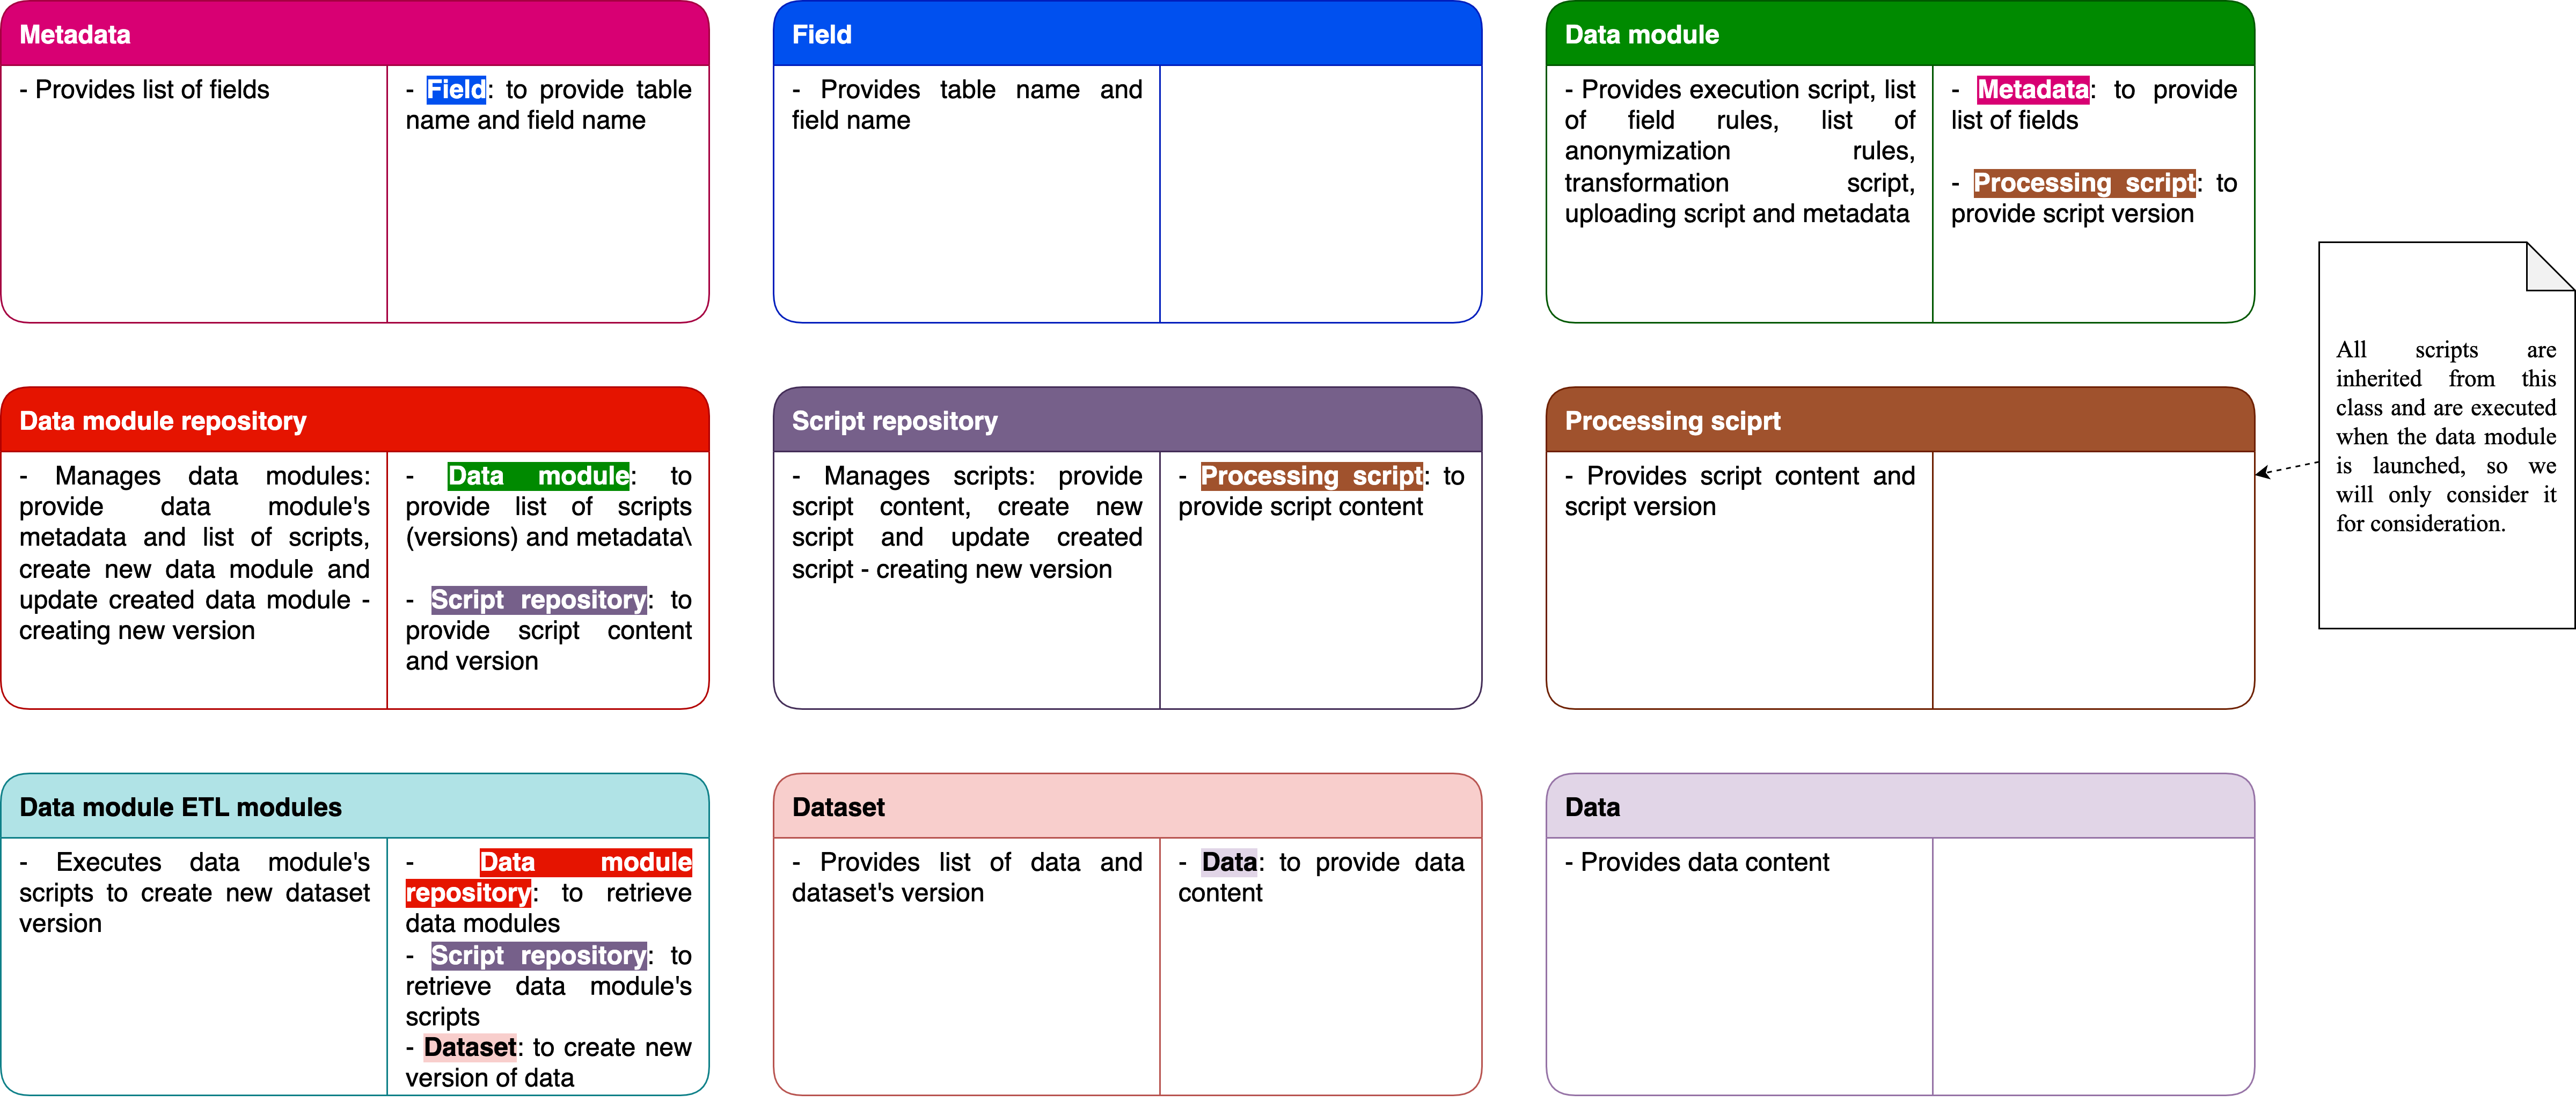 Metadata
- Provides list of fields
- Field: to provide table
name and field name
Field
- Provides table name and
field name
Data module
- Provides execution script, list
of field rules, list of
anonymization rules,
transformation script,
uploading script and metadata
- Metadata: to provide
list of fields
- Processing script: to
provide script version
All scripts are
inherited from this
class and are executed
when the data module
is launched, so we
will only consider it
for consideration.
Data module repository
- Manages data modules:
provide data module's
metadata and list of scripts,
create new data module and
update created data module -
creating new version
- Data module: to
provide list of scripts
(versions) and metadata\
- Script repository: to
provide script content
and version
Script repository
- Manages scripts: provide
script content, create new
script and update created
script - creating new version
- Processing script: to
provide script content
Processing sciprt
- Provides script content and
script version
Data module ETL modules
- Executes data module's
scripts to create new dataset
version
- Data module
repository: to retrieve
data modules
- Script repository: to
retrieve data module's
scripts
- Dataset: to create new
version of data
Dataset
- Provides list of data and
dataset's version
- Data: to provide data
content
Data
- Provides data content